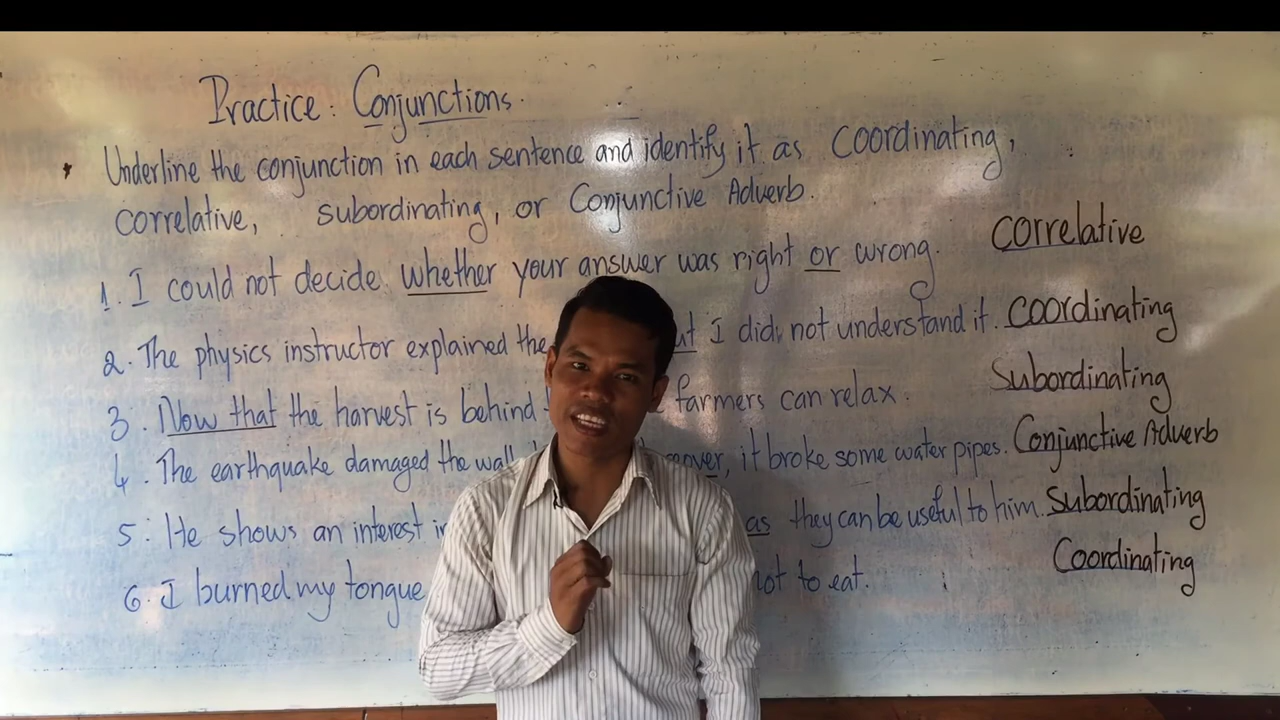 Practice: Conjunctions.
Underline the conjunction in each sentence and identify it as Coordinating,
correlative, subordinating, or Conjunctive Adverb.
1. I could not decide whether your answer was right or wrong. Correlative
2. The physics instructor explained the I did not understand it. Coordinating
3. Now that the harvest is behind farmers can relax. Subordinating
4. The earthquake damaged the wall it broke some water pipes. Conjunctive Adverb
5. He shows an interest in as they can be useful to him. Subordinating
6. I burned my tongue to eat. Coordinating